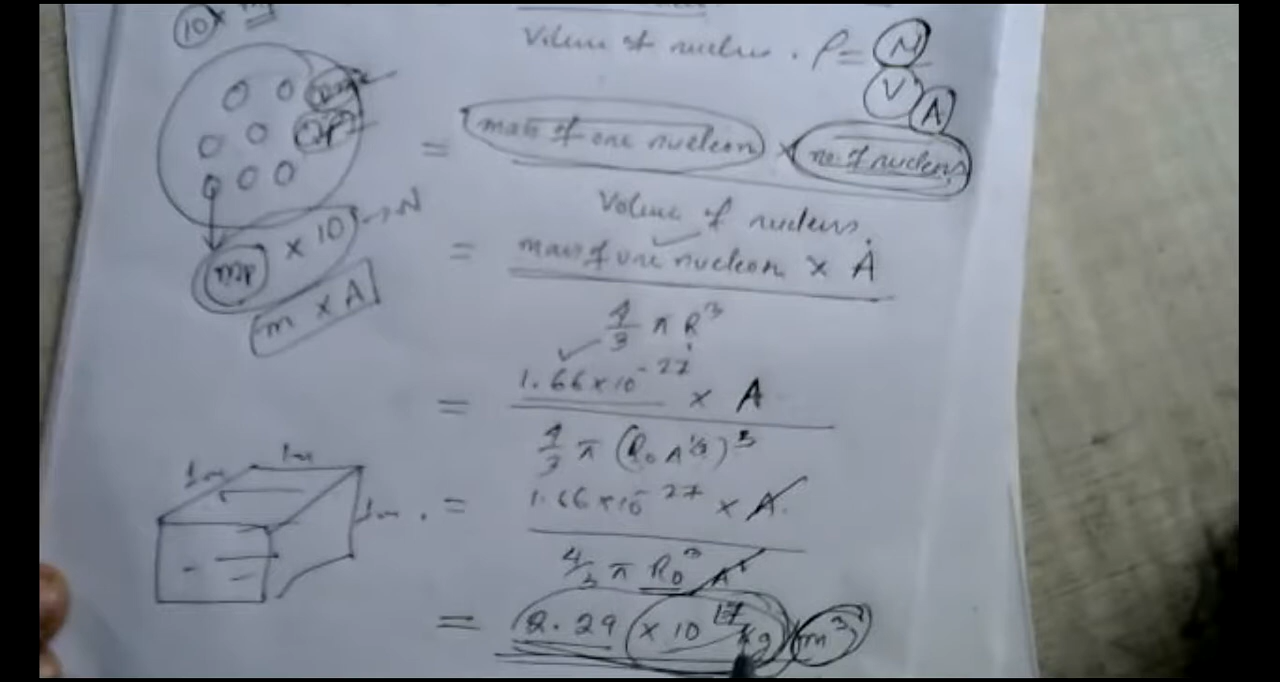 10 × mp
Volume of nucleus . ρ = M
V A
= mass of one nucleon × no. of nucleons
Volume of nucleus.
mp × 10 → N
= mass of one nucleon × A
m × A
4/3 π R³
= 1.66×10⁻²⁷ × A
4/3 π (R₀ A^1/3)³
1m 1m
1m . = 1.66×10⁻²⁷ × A.
4/3 π R₀³ A
= 2.29 × 10¹⁷ kg/m³